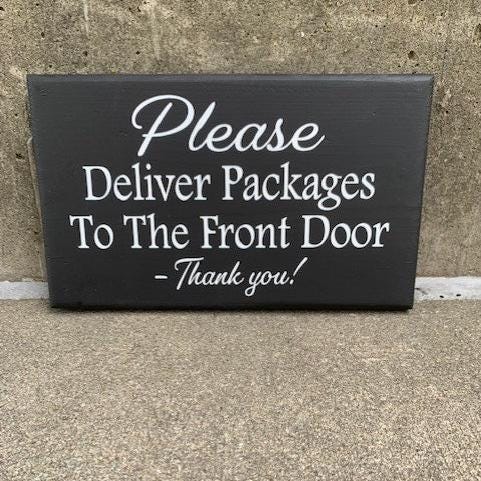 Please
Deliver Packages
To The Front Door
- Thank you!